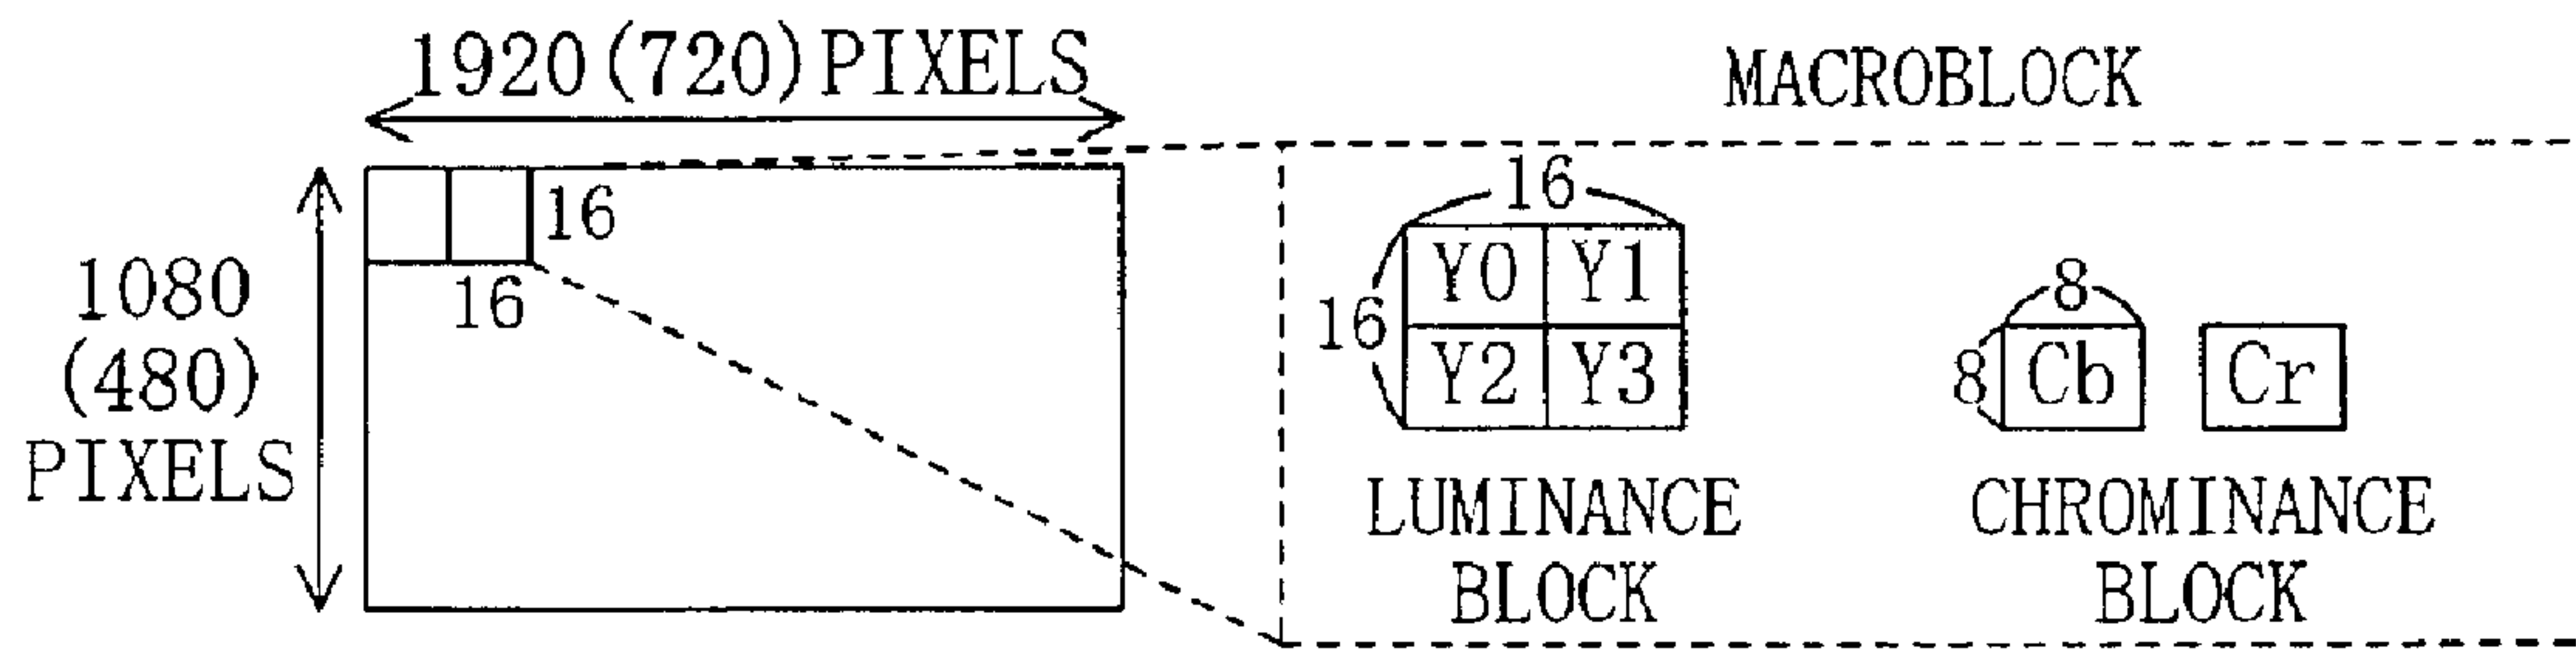 1920(720)PIXELS
1080
(480)
PIXELS
16
16
MACROBLOCK
16
16
Y0 Y1
Y2 Y3
LUMINANCE
BLOCK
8
8
Cb Cr
CHROMINANCE
BLOCK